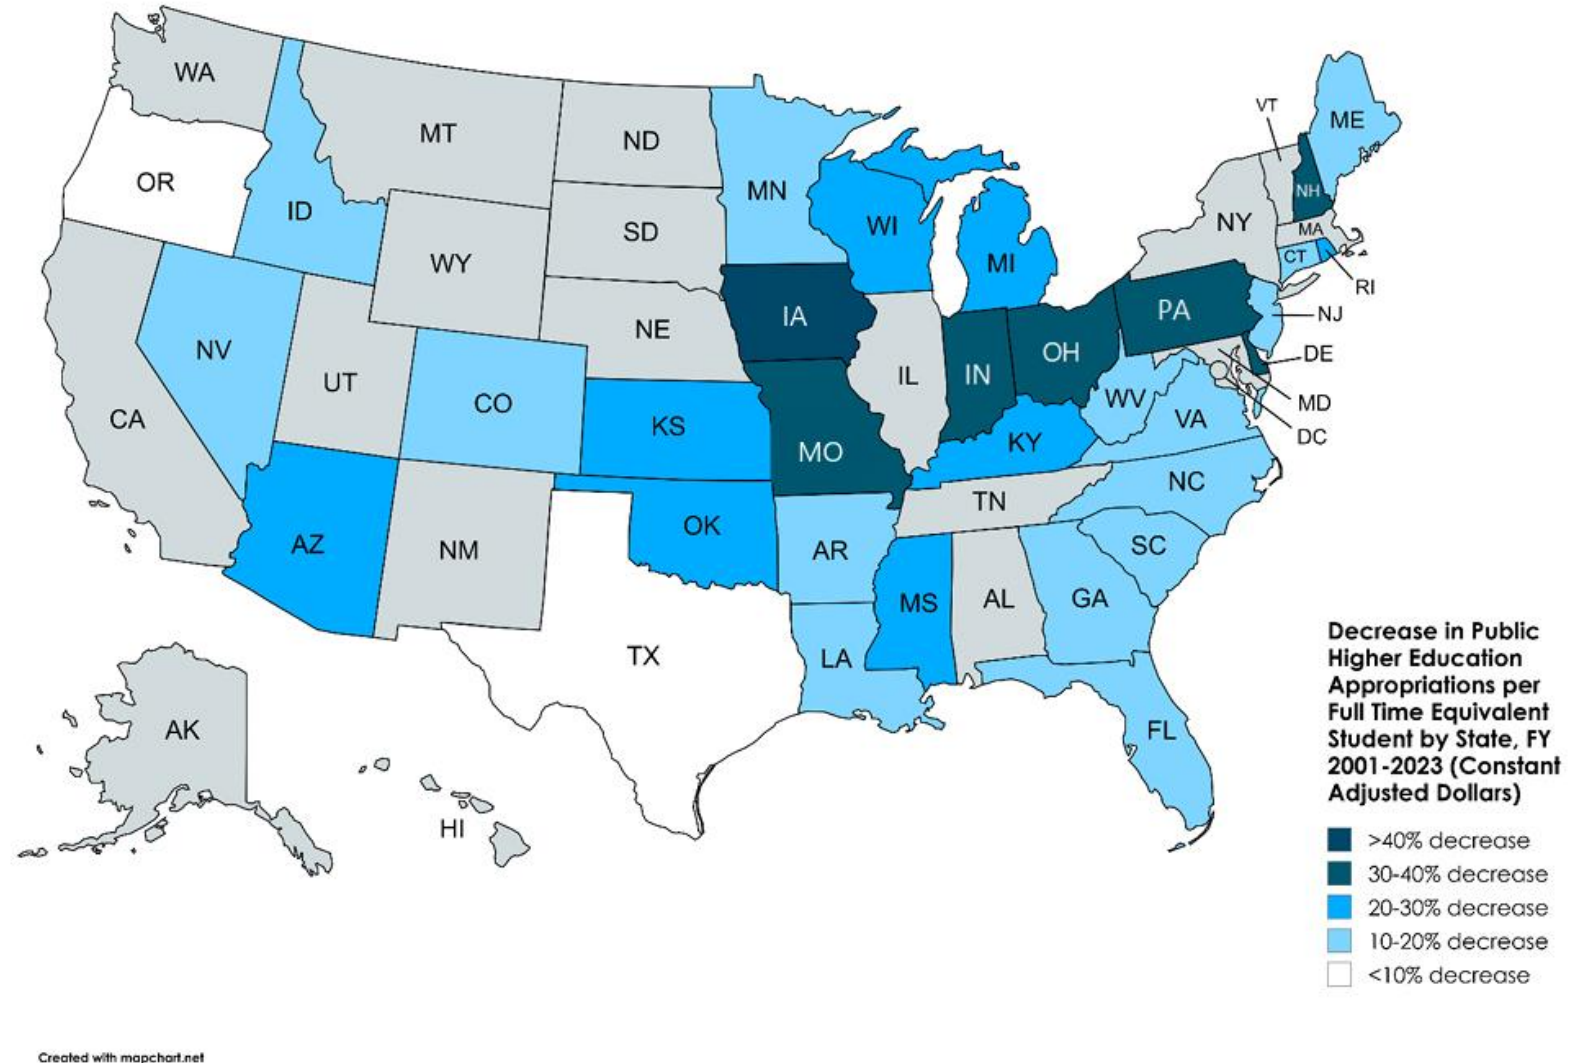 WA
MT
ND
MN
VT
ME
OR
ID
SD
WI
NY
NH
MA
WY
MI
CT
RI
NV
NE
IA
PA
NJ
UT
CO
IL
IN
OH
DE
CA
KS
MO
KY
WV
VA
MD
DC
AZ
NM
OK
AR
TN
NC
SC
MS
AL
GA
TX
LA
FL
AK
HI
Decrease in Public
Higher Education
Appropriations per
Full Time Equivalent
Student by State, FY
2001-2023 (Constant
Adjusted Dollars)
>40% decrease
30-40% decrease
20-30% decrease
10-20% decrease
<10% decrease
Created with mapchart.net